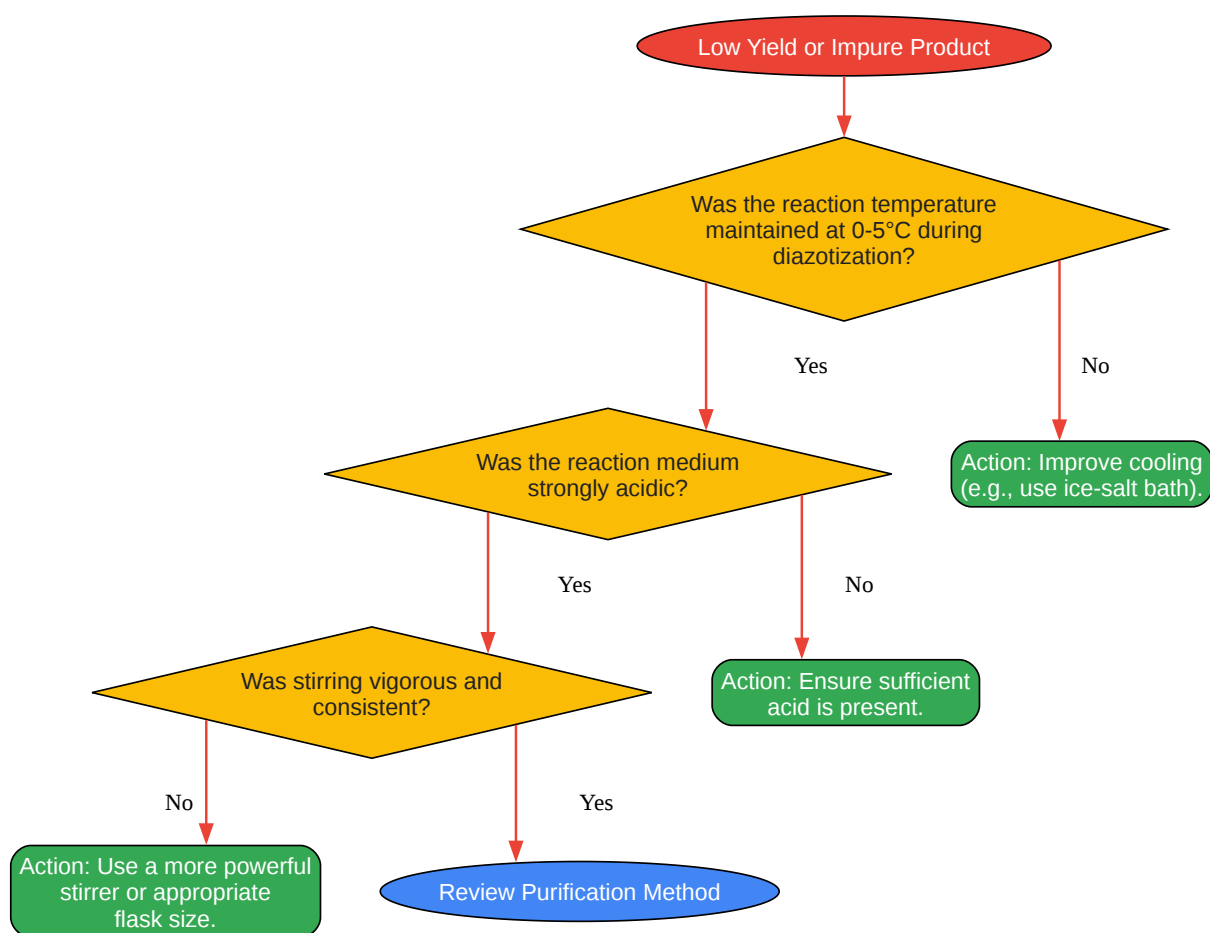 Low Yield or Impure Product
Was the reaction temperature
maintained at 0-5°C during
diazotization?
Yes
No
Was the reaction medium
strongly acidic?
Action: Improve cooling
(e.g., use ice-salt bath).
Yes
No
Was stirring vigorous and
consistent?
Action: Ensure sufficient
acid is present.
No
Yes
Action: Use a more powerful
stirrer or appropriate
flask size.
Review Purification Method